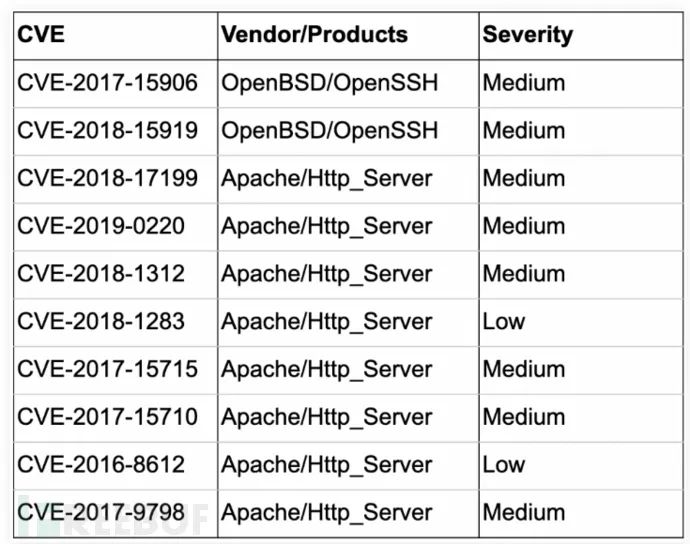 CVE Vendor/Products Severity
CVE-2017-15906 OpenBSD/OpenSSH Medium
CVE-2018-15919 OpenBSD/OpenSSH Medium
CVE-2018-17199 Apache/Http_Server Medium
CVE-2019-0220 Apache/Http_Server Medium
CVE-2018-1312 Apache/Http_Server Medium
CVE-2018-1283 Apache/Http_Server Low
CVE-2017-15715 Apache/Http_Server Medium
CVE-2017-15710 Apache/Http_Server Medium
CVE-2016-8612 Apache/Http_Server Low
CVE-2017-9798 Apache/Http_Server Medium